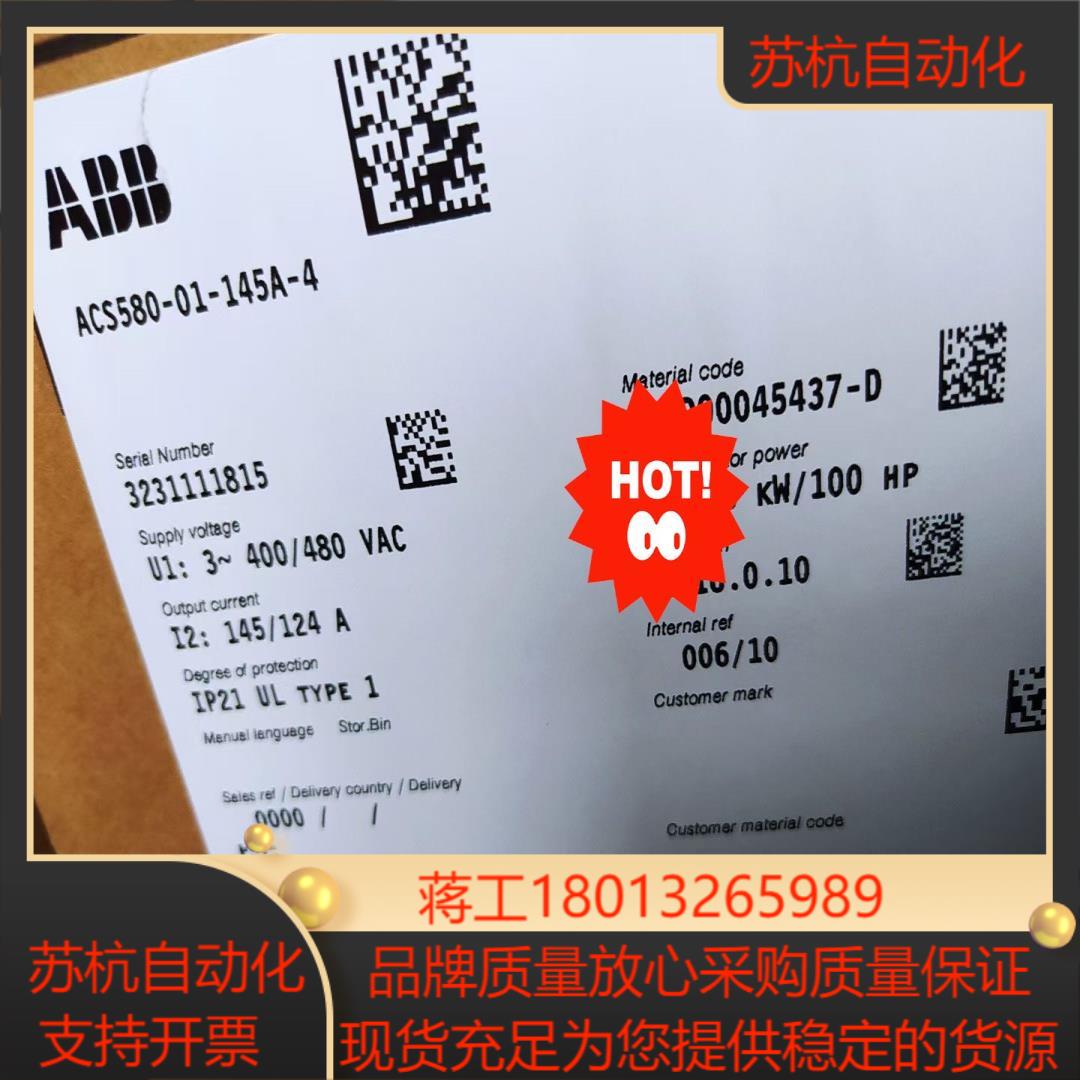 苏杭自动化
ABB
ACS580-01-145A-4
Serial Number
3231111815
Supply voltage
U1: 3~ 400/480 VAC
Output current
I2: 145/124 A
Degree of protection
IP21 UL TYPE 1
Manual language Stor.Bin
Sales ref / Delivery country / Delivery
0000 / /
Material code
00045437-D
power
kW/100 HP
.0.10
Internal ref
006/10
Customer mark
Customer material code
HOT!
蒋工18013265989
苏杭自动化
支持开票
品牌质量放心采购质量保证
现货充足为您提供稳定的货源